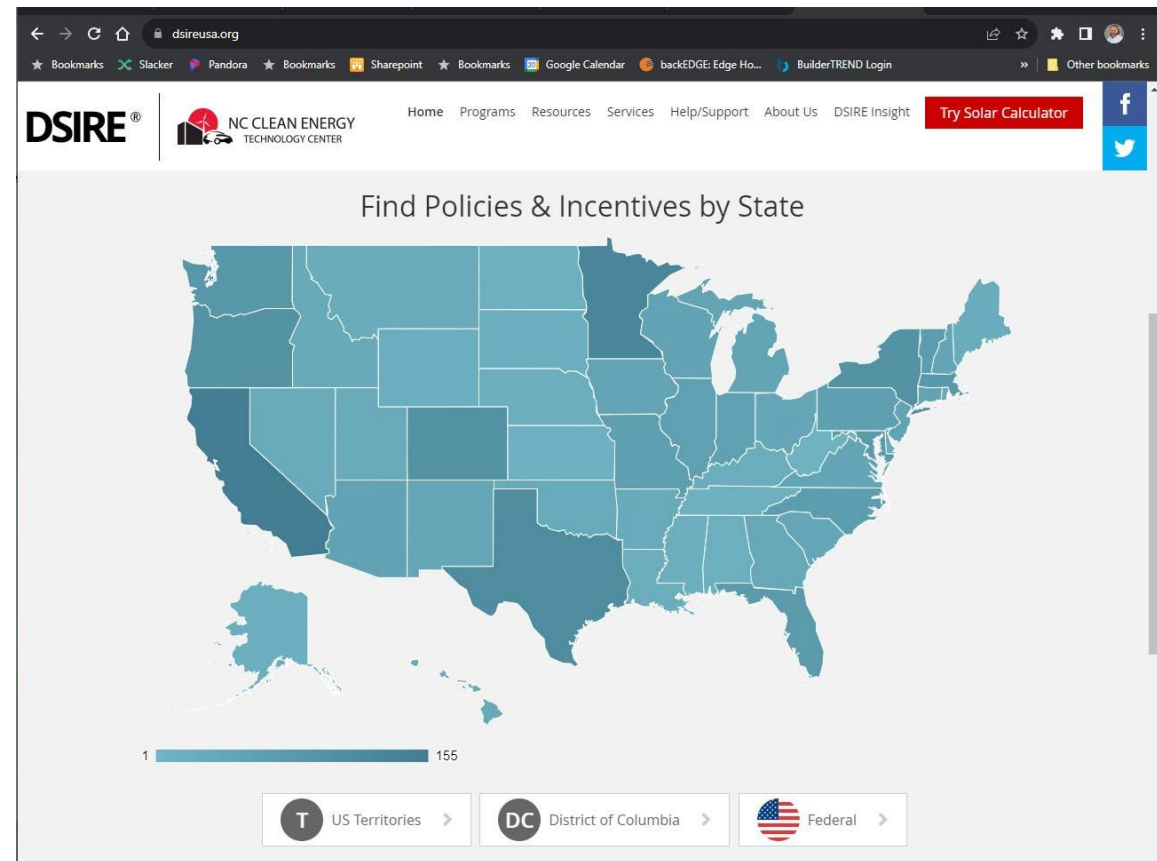 dsireusa.org
Bookmarks Slacker Pandora Bookmarks Sharepoint Bookmarks 20 Google Calendar backEDGE: Edge Ho... BuilderTREND Login » Other bookmarks
DSIRE®
NC CLEAN ENERGY
TECHNOLOGY CENTER
Home Programs Resources Services Help/Support About Us DSIRE Insight Try Solar Calculator
f
Find Policies & Incentives by State
1 155
T US Territories > DC District of Columbia > Federal >